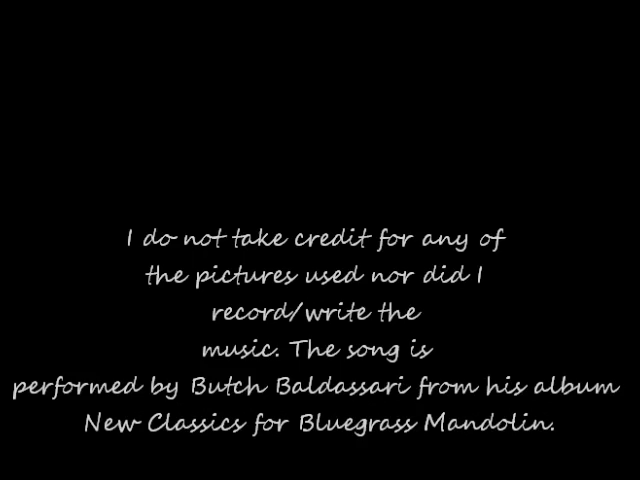 I do not take credit for any of
the pictures used nor did I
record/write the
music. The song is
performed by Butch Baldassari from his album
New Classics for Bluegrass Mandolin.